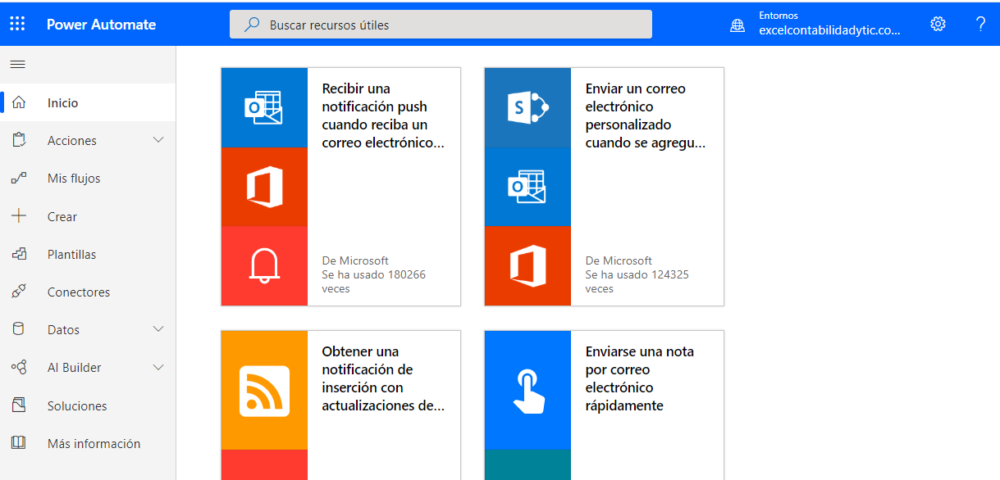 Power Automate
Buscar recursos útiles
Entornos
excelcontabilidadytic.co...
?
Inicio
Acciones
Mis flujos
Crear
Plantillas
Conectores
Datos
AI Builder
Soluciones
Más información
Recibir una
notificación push
cuando reciba un
correo electrónico...
De Microsoft
Se ha usado 180266
veces
Enviar un correo
electrónico
personalizado
cuando se agregu...
De Microsoft
Se ha usado 124325
veces
Obtener una
notificación de
inserción con
actualizaciones de...
Enviarse una nota
por correo
electrónico
rápidamente